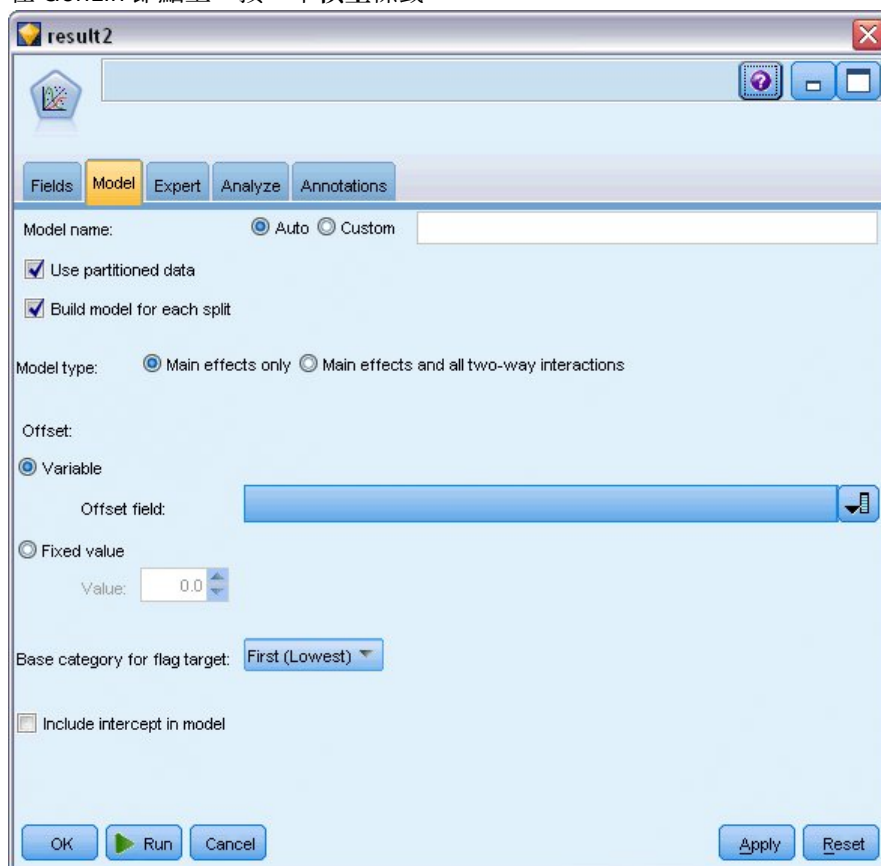 result2
Fields Model Expert Analyze Annotations
Model name: Auto Custom
Use partitioned data
Build model for each split
Model type: Main effects only Main effects and all two-way interactions
Offset:
Variable
Offset field:
Fixed value
Value: 0.0
Base category for flag target: First (Lowest)
Include intercept in model
OK Run Cancel Apply Reset